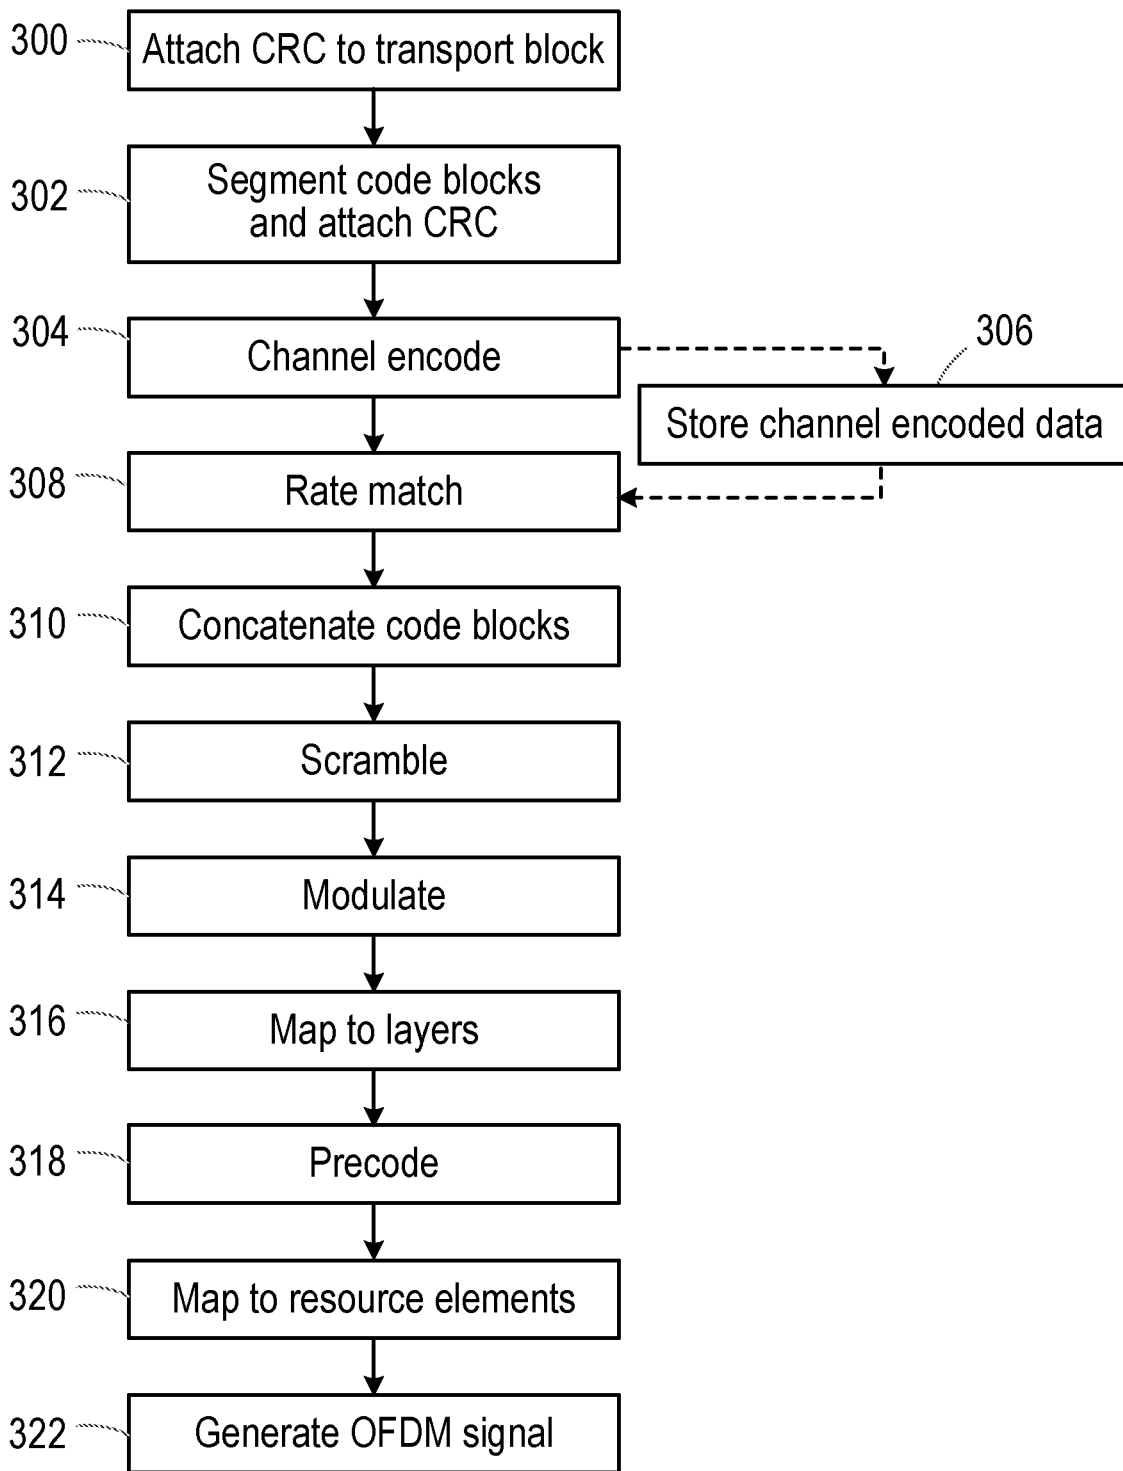 300
Attach CRC to transport block
302
Segment code blocks
and attach CRC
304
Channel encode
306
Store channel encoded data
308
Rate match
310
Concatenate code blocks
312
Scramble
314
Modulate
316
Map to layers
318
Precode
320
Map to resource elements
322
Generate OFDM signal